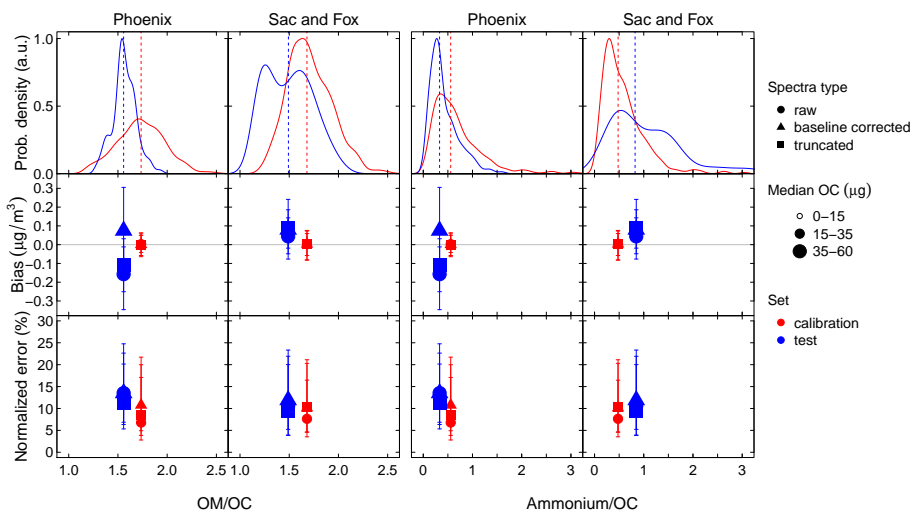 Phoenix
Sac and Fox
Phoenix
Sac and Fox
Prob. density (a.u.)
1.0
0.5
0.0
Bias (μg/m³)
0.3
0.2
0.1
0.0
−0.1
−0.2
−0.3
Normalized error (%)
30
25
20
15
10
5
0
1.0 1.5 2.0 2.5
1.0 1.5 2.0 2.5
0 1 2 3
0 1 2 3
OM/OC
Ammonium/OC
Spectra type
raw
baseline corrected
truncated
Median OC (μg)
0−15
15−35
35−60
Set
calibration
test